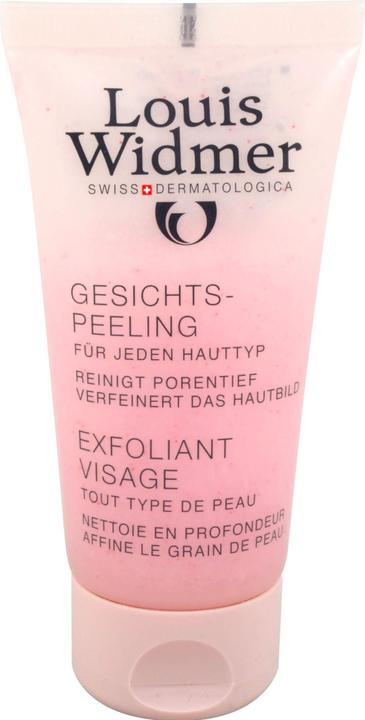 Louis
Widmer
SWISS DERMATOLOGICA
GESICHTS-
PEELING
FÜR JEDEN HAUTTYP
REINIGT PORENTIEF
VERFEINERT DAS HAUTBILD
EXFOLIANT
VISAGE
TOUT TYPE DE PEAU
NETTOIE EN PROFONDEUR
AFFINE LE GRAIN DE PEAU